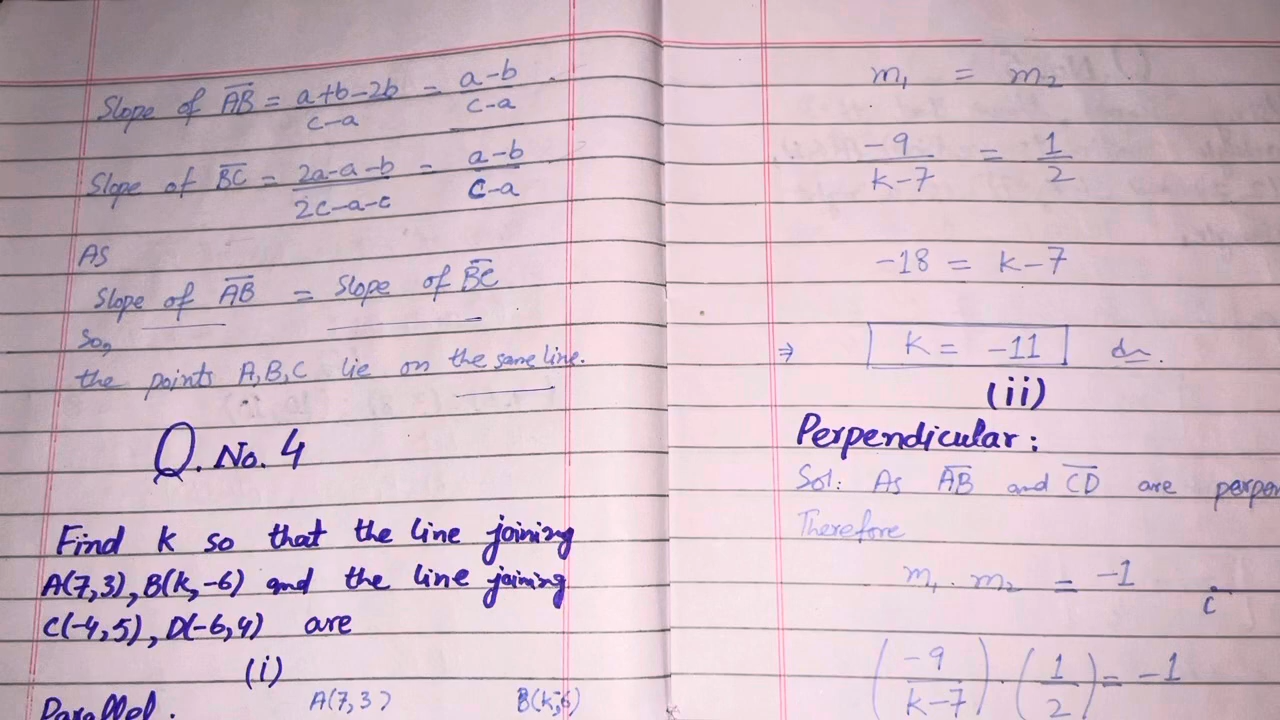 Slope of AB = a+b-2b / c-a = a-b / c-a .
Slope of BC = 2a-a-b / 2c-a-c = a-b / c-a
As
Slope of AB = Slope of BC
So,
the points A,B,C lie on the same line.
Q. No. 4
Find k so that the line joining
A(7,3), B(k,-6) and the line joining
C(-4,5), D(-6,4) are
(i)
Parallel.
A(7,3) B(k,-6)
m₁ = m₂
-9 / k-7 = 1 / 2
-18 = k-7
⇒ k = -11
(ii)
Perpendicular:
Sol: As AB and CD are perpen
Therefore
m₁ . m₂ = -1
C
(-9 / k-7) . (1 / 2) = -1